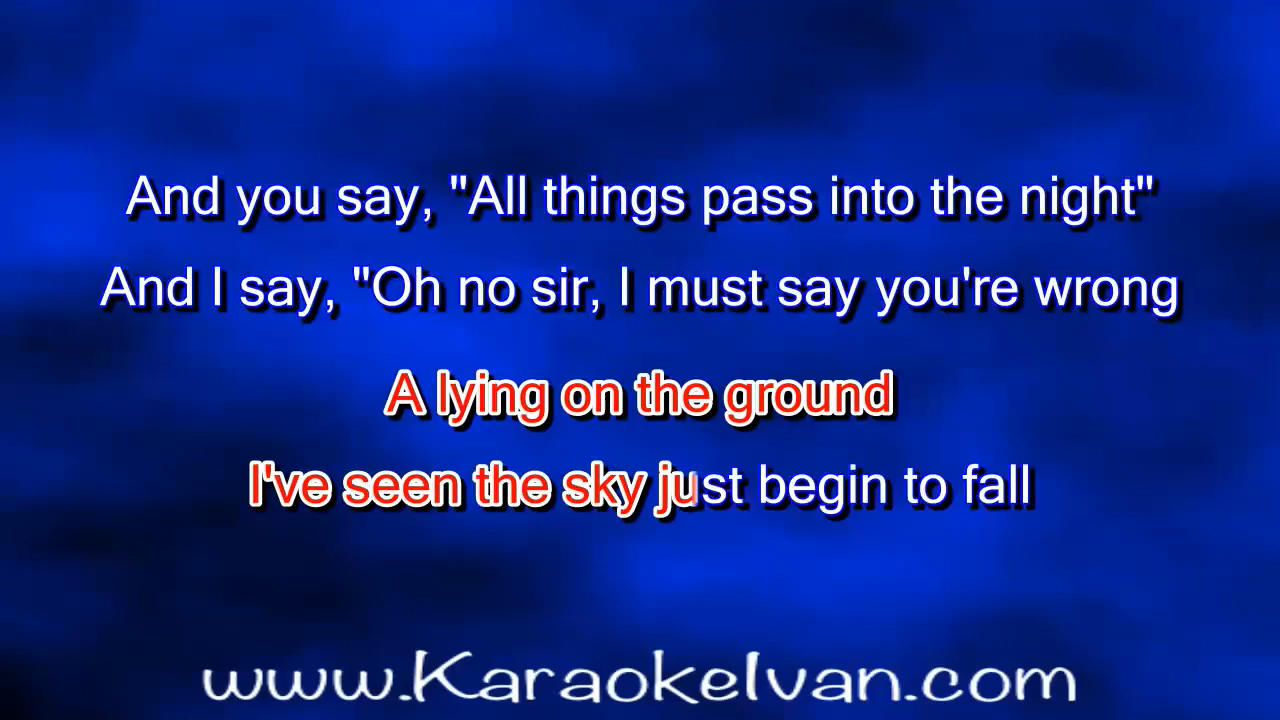 And you say, "All things pass into the night"
And I say, "Oh no sir, I must say you're wrong
A lying on the ground
I've seen the sky just begin to fall
www.KaraokeIvan.com